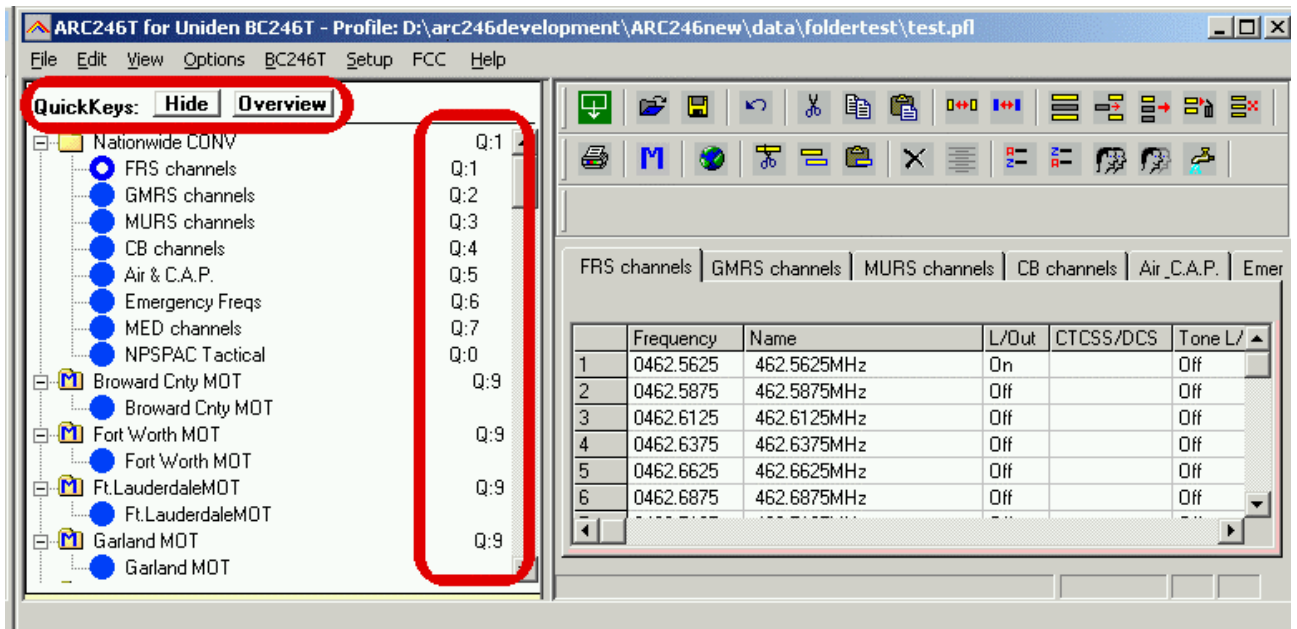 ARC246T for Uniden BC246T - Profile: D:\arc246development\ARC246new\data\foldertest\test.pfl
File Edit View Options BC246T Setup FCC Help
QuickKeys: Hide Overview
Nationwide CONV Q:1
FRS channels Q:1
GMRS channels Q:2
MURS channels Q:3
CB channels Q:4
Air & C.A.P. Q:5
Emergency Freqs Q:6
MED channels Q:7
NPSPAC Tactical Q:0
Broward Cnty MOT Q:9
Broward Cnty MOT
Fort Worth MOT Q:9
Fort Worth MOT
Ft.LauderdaleMOT Q:9
Ft.LauderdaleMOT
Garland MOT Q:9
Garland MOT
FRS channels GMRS channels MURS channels CB channels Air_C.A.P. Emer
Frequency Name L/Out CTCSS/DCS Tone L/
1 0462.5625 462.5625MHz On Off
2 0462.5875 462.5875MHz Off Off
3 0462.6125 462.6125MHz Off Off
4 0462.6375 462.6375MHz Off Off
5 0462.6625 462.6625MHz Off Off
6 0462.6875 462.6875MHz Off Off